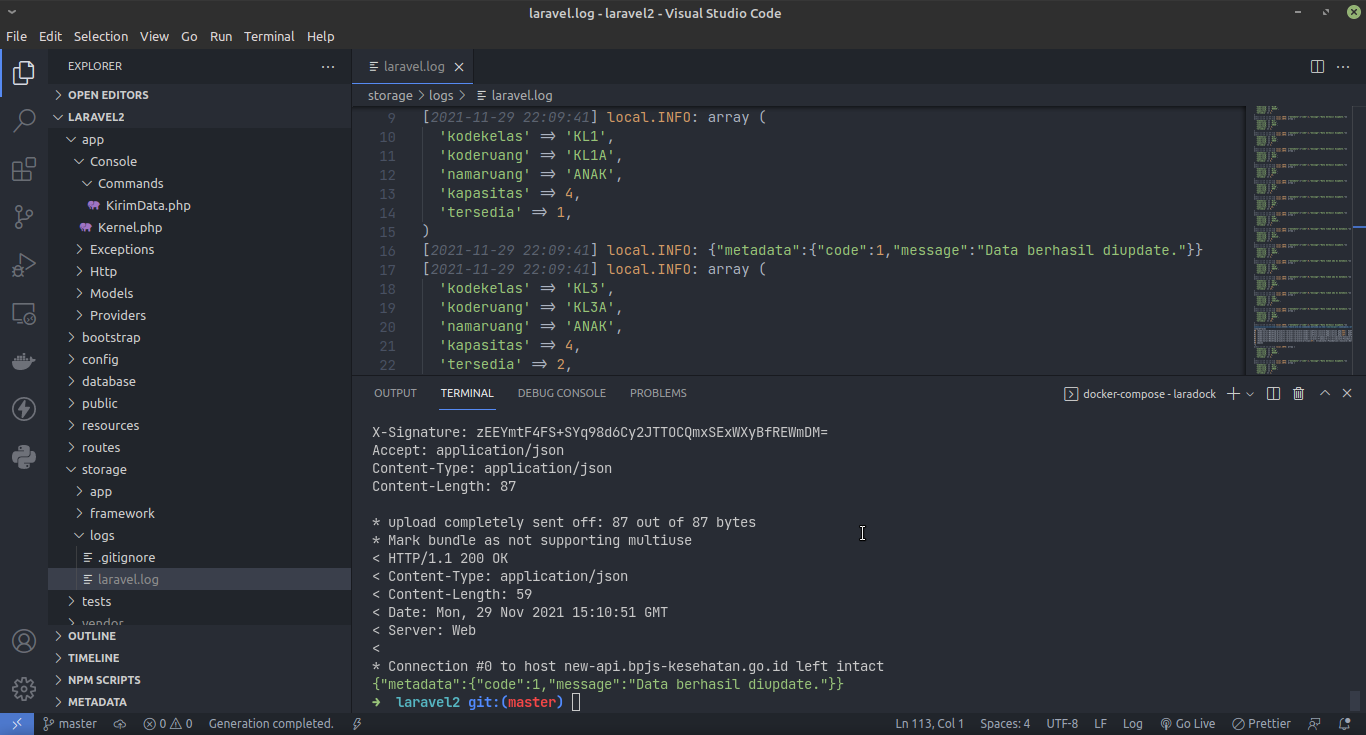 laravel.log - laravel2 - Visual Studio Code
File Edit Selection View Go Run Terminal Help
EXPLORER
OPEN EDITORS
LARAVEL2
app
Console
Commands
KirimData.php
Kernel.php
Exceptions
Http
Models
Providers
bootstrap
config
database
public
resources
routes
storage
app
framework
logs
.gitignore
laravel.log
tests
vendor
OUTLINE
TIMELINE
NPM SCRIPTS
METADATA
laravel.log
storage > logs > laravel.log
9 [2021-11-29 22:09:41] local.INFO: array (
10 'kodekelas' => 'KL1',
11 'koderuang' => 'KL1A',
12 'namaruang' => 'ANAK',
13 'kapasitas' => 4,
14 'tersedia' => 1,
15 )
16 [2021-11-29 22:09:41] local.INFO: {"metadata":{"code":1,"message":"Data berhasil diupdate."}}
17 [2021-11-29 22:09:41] local.INFO: array (
18 'kodekelas' => 'KL3',
19 'koderuang' => 'KL3A',
20 'namaruang' => 'ANAK',
21 'kapasitas' => 4,
22 'tersedia' => 2,
OUTPUT TERMINAL DEBUG CONSOLE PROBLEMS
docker-compose - laradock
X-Signature: zEEYmtF4FS+SYq98d6Cy2JTTOCQmxSExWXyBfREWmDM=
Accept: application/json
Content-Type: application/json
Content-Length: 87
* upload completely sent off: 87 out of 87 bytes
* Mark bundle as not supporting multiuse
< HTTP/1.1 200 OK
< Content-Type: application/json
< Content-Length: 59
< Date: Mon, 29 Nov 2021 15:10:51 GMT
< Server: Web
<
* Connection #0 to host new-api.bpjs-kesehatan.go.id left intact
{"metadata":{"code":1,"message":"Data berhasil diupdate."}}
➜ laravel2 git:(master)
master 0 0 Generation completed. Ln 113, Col 1 Spaces: 4 UTF-8 LF Log Go Live Prettier